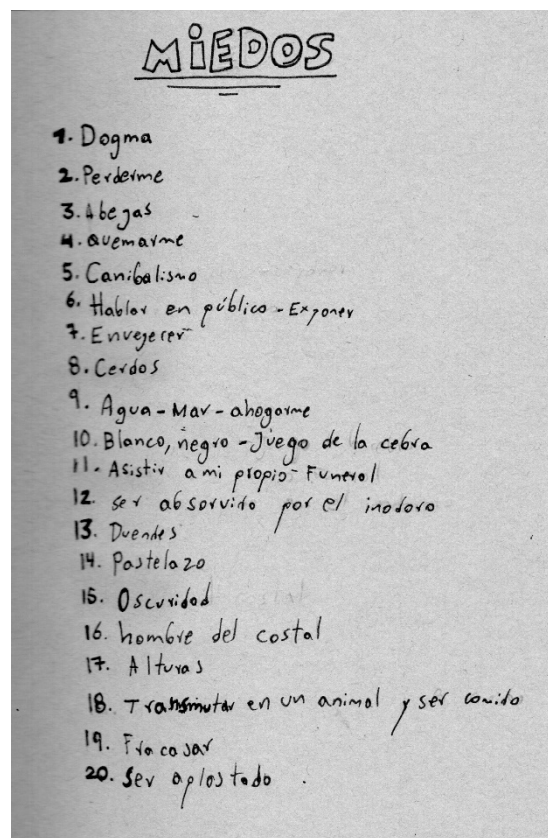 MiEDOS
1. Dogma
2. Perderme
3. Abejas
4. Quemarme
5. Canibalismo
6. Hablar en público - Exponer
7. Envejecer
8. Cerdos
9. Agua - Mar - ahogarme
10. Blanco, negro - Juego de la cebra
11. Asistir a mi propio Funeral
12. ser absorvido por el inodoro
13. Duendes
14. Pastelazo
15. Oscuridad
16. hombre del costal
17. Alturas
18. Transmutar en un animal y ser comido
19. Fracasar
20. Ser aplastado.